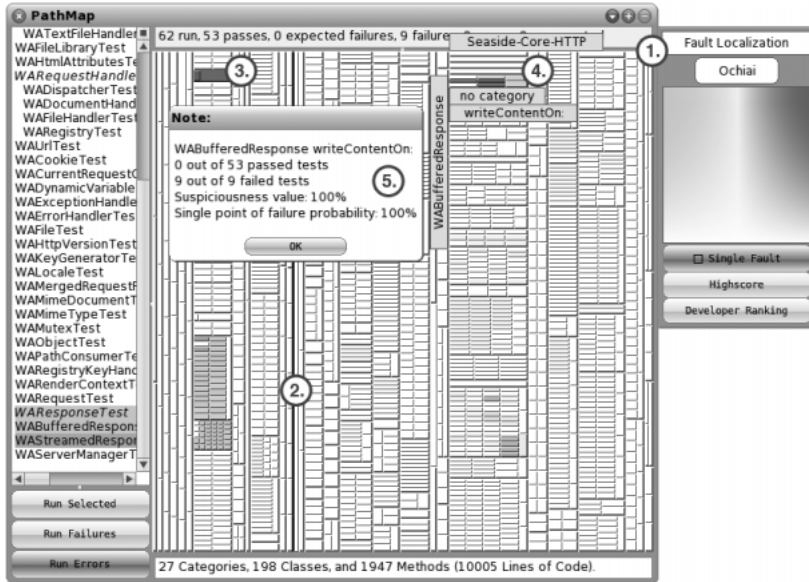 PathMap
62 run, 53 passes, 0 expected failures, 9 failure
Seaside-Core-HTTP
1.
Fault Localization
Ochiai
WATextFileHandler
WAFileLibraryTest
WAHtmlAttributesTe
WARequestHandle
WADispatcherTest
WADocumentHand
WAFileHandlerTest
WARegistryTest
WAUrlTest
WACookieTest
WACurrentRequestC
WADynamicVariable
WAExceptionHandle
WAErrorHandlerTes
WAFileTest
WAHttpVersionTest
WAKeyGeneratorTe
WALocaleTest
WAMergedRequestF
WAMimeDocumentT
WAMimeTypeTest
WAMutexTest
WAObjectTest
WAPathConsumerTe
WARegistryKeyHand
WARenderContextT
WARequestTest
WAResponseTest
WABufferedRespons
WAStreamedRespon
WAServerManagerT
Run Selected
Run Failures
Run Errors
3.
4.
no category
writeContentOn:
WABufferedResponse
Note:
WABufferedResponse writeContentOn:
0 out of 53 passed tests
9 out of 9 failed tests
Suspiciousness value: 100%
Single point of failure probability: 100%
5.
OK
2.
Single Fault
Highscore
Developer Ranking
27 Categories, 198 Classes, and 1947 Methods (10005 Lines of Code).